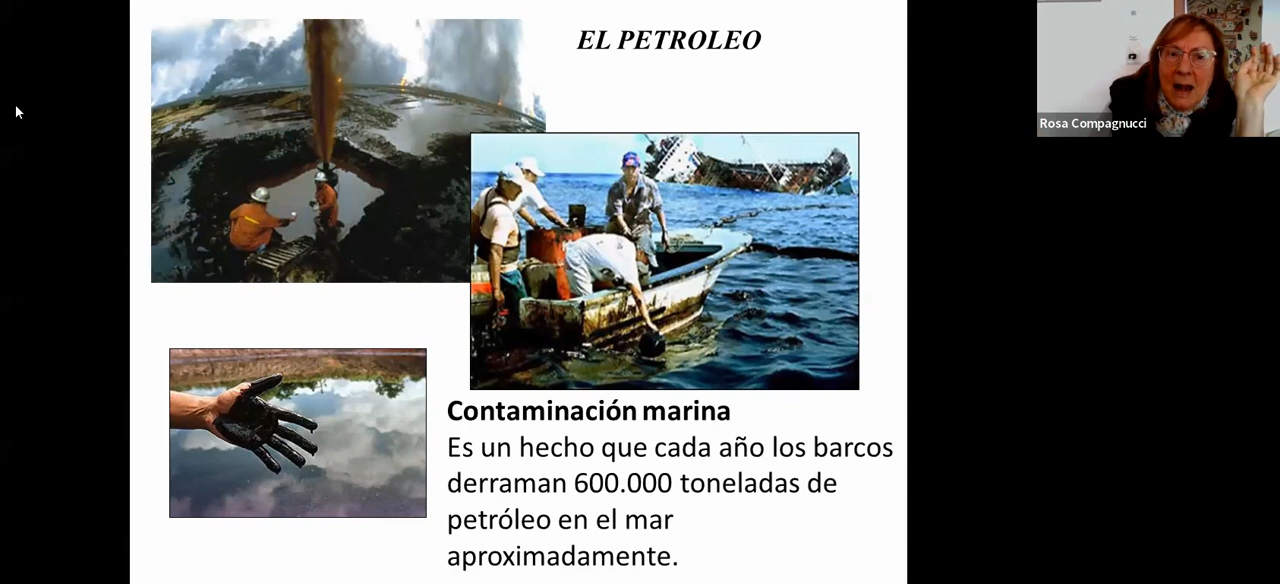 EL PETROLEO
Rosa Compagnucci
Contaminación marina
Es un hecho que cada año los barcos
derraman 600.000 toneladas de
petróleo en el mar
aproximadamente.